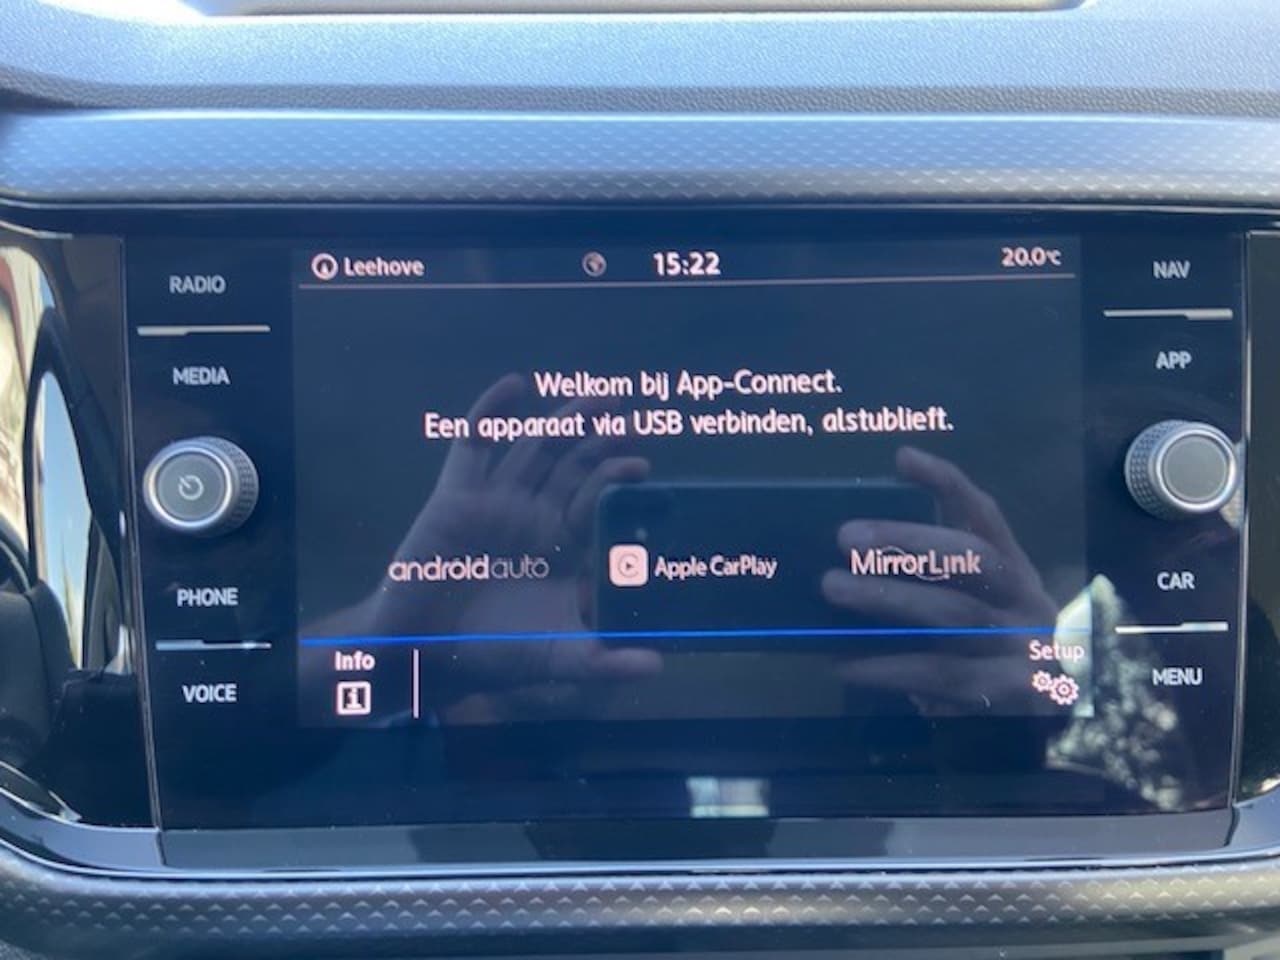 RADIO
MEDIA
PHONE
VOICE
Leehove
15:22
20.0°C
Welkom bij App-Connect.
Een apparaat via USB verbinden, alstublieft.
androidauto
Apple CarPlay
MirrorLink
Info
Setup
NAV
APP
CAR
MENU